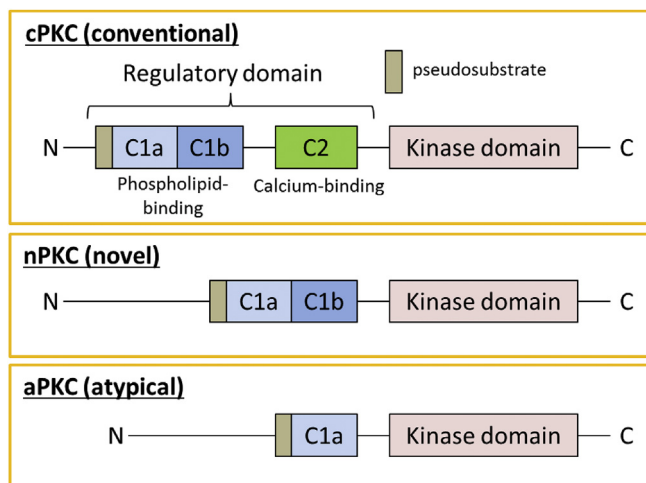 cPKC (conventional)
Regulatory domain
pseudosubstrate
N C1a C1b C2 Kinase domain C
Phospholipid-
binding
Calcium-binding
nPKC (novel)
N C1a C1b Kinase domain C
aPKC (atypical)
N C1a Kinase domain C